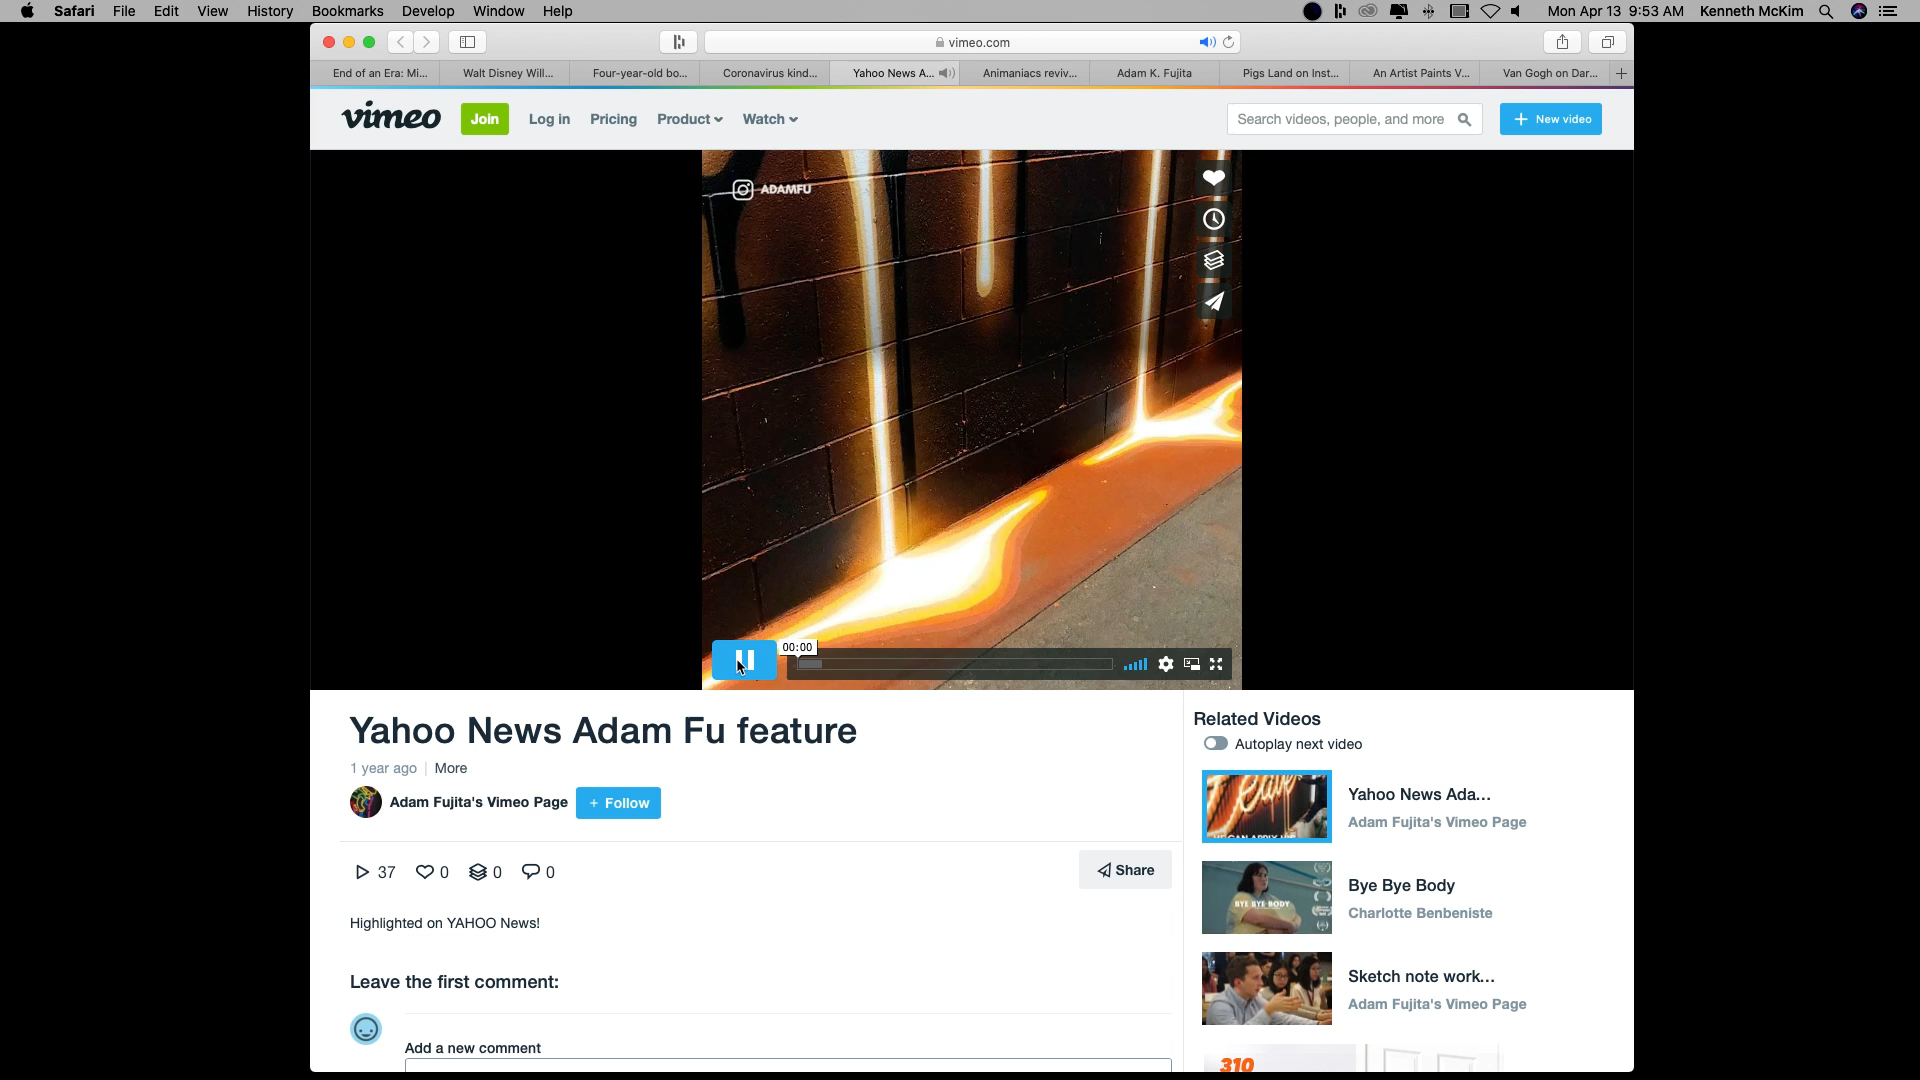 Safari File Edit View History Bookmarks Develop Window Help
Mon Apr 13 9:53 AM Kenneth McKim
vimeo.com
End of an Era: Mi...
Walt Disney Will...
Four-year-old bo...
Coronavirus kind...
Yahoo News A...
Animaniacs reviv...
Adam K. Fujita
Pigs Land on Inst...
An Artist Paints V...
Van Gogh on Dar...
vimeo
Join
Log in
Pricing
Product
Watch
Search videos, people, and more
New video
ADAMFU
00:00
Yahoo News Adam Fu feature
1 year ago | More
Adam Fujita's Vimeo Page
+ Follow
37
0
0
0
Share
Highlighted on YAHOO News!
Leave the first comment:
Add a new comment
Related Videos
Autoplay next video
Yahoo News Ada...
Adam Fujita's Vimeo Page
BYE BYE BODY
Bye Bye Body
Charlotte Benbeniste
Sketch note work...
Adam Fujita's Vimeo Page
310